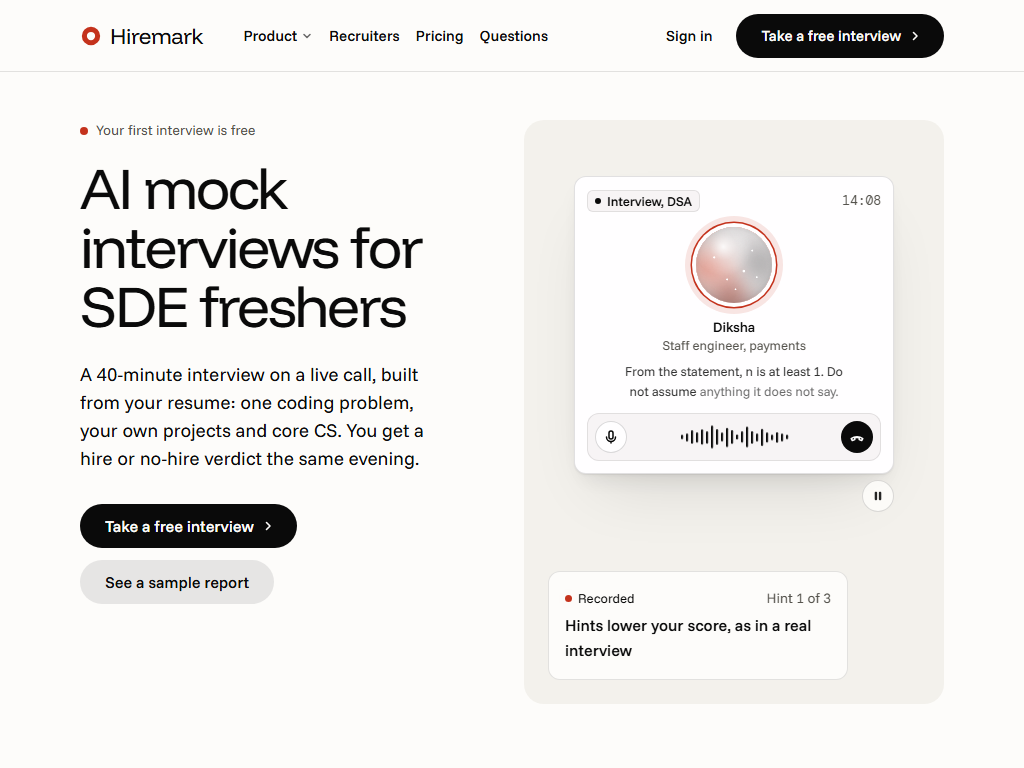 Hiremark
Product
Recruiters
Pricing
Questions
Sign in
Take a free interview
Your first interview is free
AI mock
interviews for
SDE freshers
A 40-minute interview on a live call, built
from your resume: one coding problem,
your own projects and core CS. You get a
hire or no-hire verdict the same evening.
Take a free interview
See a sample report
Interview, DSA
14:08
Diksha
Staff engineer, payments
From the statement, n is at least 1. Do
not assume anything it does not say.
Recorded
Hint 1 of 3
Hints lower your score, as in a real
interview